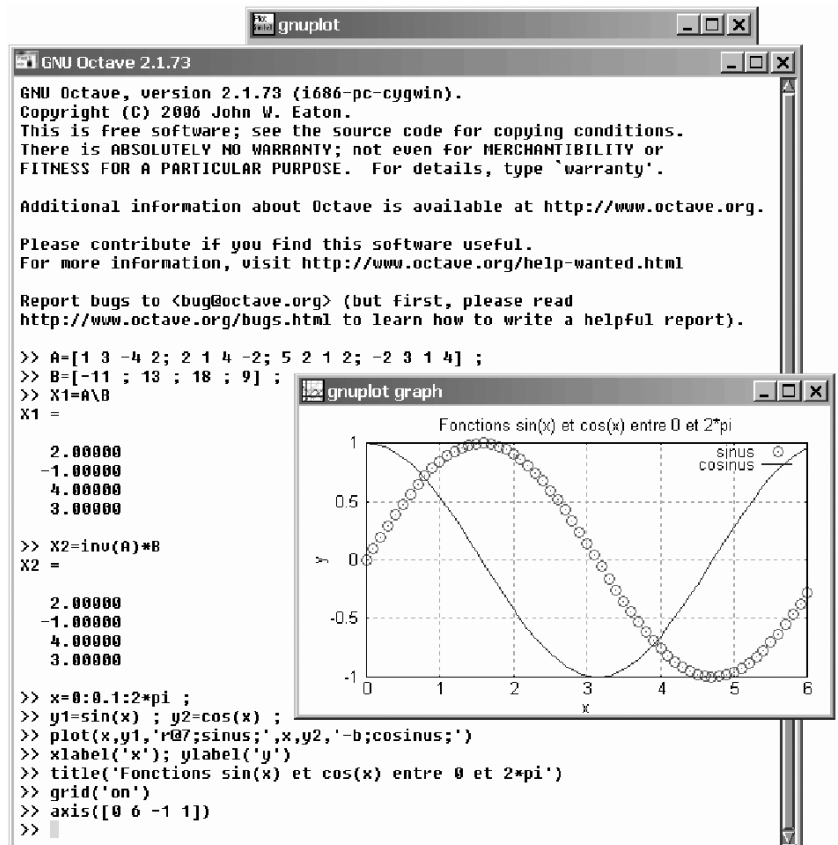 gnuplot
GNU Octave 2.1.73
GNU Octave, version 2.1.73 (i686-pc-cygwin).
Copyright (C) 2006 John W. Eaton.
This is free software; see the source code for copying conditions.
There is ABSOLUTELY NO WARRANTY; not even for MERCHANTIBILITY or
FITNESS FOR A PARTICULAR PURPOSE.  For details, type `warranty'.
Additional information about Octave is available at http://www.octave.org.
Please contribute if you find this software useful.
For more information, visit http://www.octave.org/help-wanted.html
Report bugs to <bug@octave.org> (but first, please read
http://www.octave.org/bugs.html to learn how to write a helpful report).
>> A=[1 3 -4 2; 2 1 4 -2; 5 2 1 2; -2 3 1 4] ;
>> B=[-11 ; 13 ; 18 ; 9] ;
>> X1=A\B
X1 =
2.00000
-1.00000
4.00000
3.00000
>> X2=inv(A)*B
X2 =
2.00000
-1.00000
4.00000
3.00000
>> x=0:0.1:2*pi ;
>> y1=sin(x) ; y2=cos(x) ;
>> plot(x,y1,'r@7;sinus;',x,y2,'-b;cosinus;')
>> xlabel('x'); ylabel('y')
>> title('Fonctions sin(x) et cos(x) entre 0 et 2*pi')
>> grid('on')
>> axis([0 6 -1 1])
>>
gnuplot graph
Fonctions sin(x) et cos(x) entre 0 et 2*pi
sinus
cosinus
1
0.5
0
-0.5
-1
y
0 1 2 3 4 5 6
x